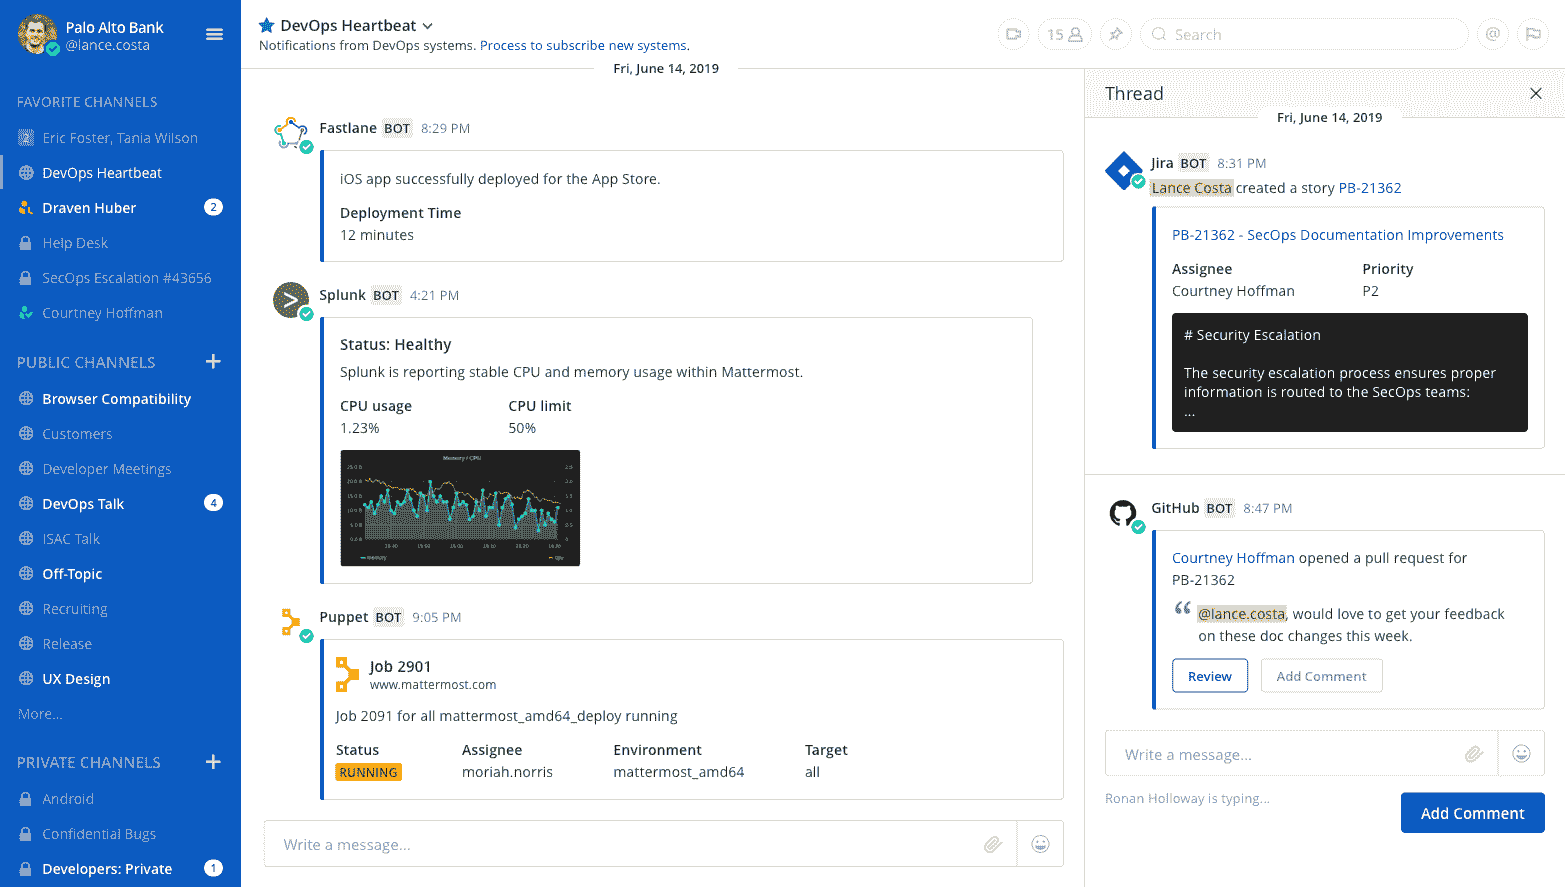 Palo Alto Bank
@lance.costa
FAVORITE CHANNELS
2 Eric Foster, Tania Wilson
DevOps Heartbeat
Draven Huber 2
Help Desk
SecOps Escalation #43656
Courtney Hoffman
PUBLIC CHANNELS +
Browser Compatibility
Customers
Developer Meetings
DevOps Talk 4
ISAC Talk
Off-Topic
Recruiting
Release
UX Design
More...
PRIVATE CHANNELS +
Android
Confidential Bugs
Developers: Private 1
DevOps Heartbeat
Notifications from DevOps systems. Process to subscribe new systems.
15
Search
@
Fri, June 14, 2019
Fastlane BOT 8:29 PM
iOS app successfully deployed for the App Store.
Deployment Time
12 minutes
Splunk BOT 4:21 PM
Status: Healthy
Splunk is reporting stable CPU and memory usage within Mattermost.
CPU usage CPU limit
1.23% 50%
Memory / CPU
Puppet BOT 9:05 PM
Job 2901
www.mattermost.com
Job 2091 for all mattermost_amd64_deploy running
Status Assignee Environment Target
RUNNING moriah.norris mattermost_amd64 all
Write a message...
Thread
Fri, June 14, 2019
Jira BOT 8:31 PM
Lance Costa created a story PB-21362
PB-21362 - SecOps Documentation Improvements
Assignee Priority
Courtney Hoffman P2
# Security Escalation
The security escalation process ensures proper
information is routed to the SecOps teams:
...
GitHub BOT 8:47 PM
Courtney Hoffman opened a pull request for
PB-21362
“ @lance.costa, would love to get your feedback
on these doc changes this week.
Review Add Comment
Write a message...
Ronan Holloway is typing...
Add Comment